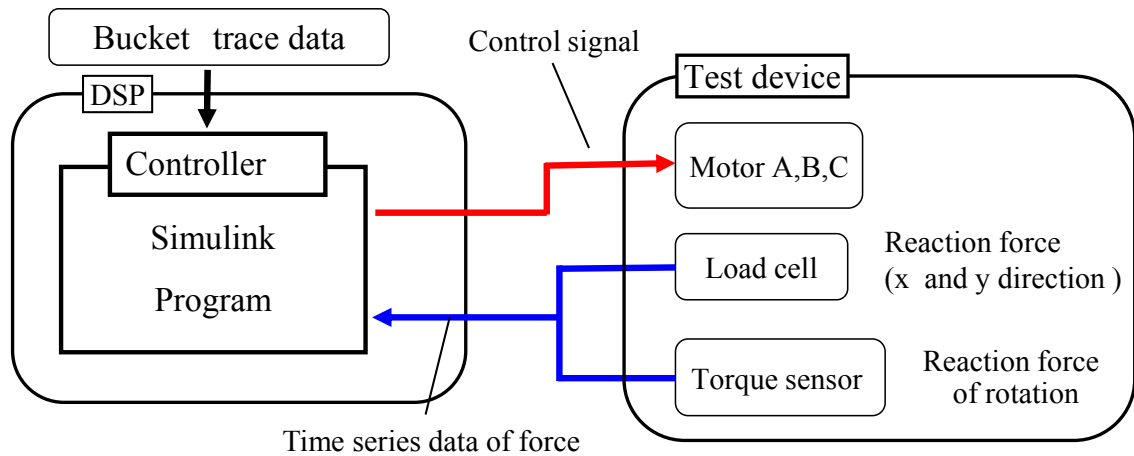 Bucket trace data
DSP
Controller
Simulink
Program
Control signal
Test device
Motor A,B,C
Load cell
Reaction force
(x and y direction )
Torque sensor
Reaction force
of rotation
Time series data of force